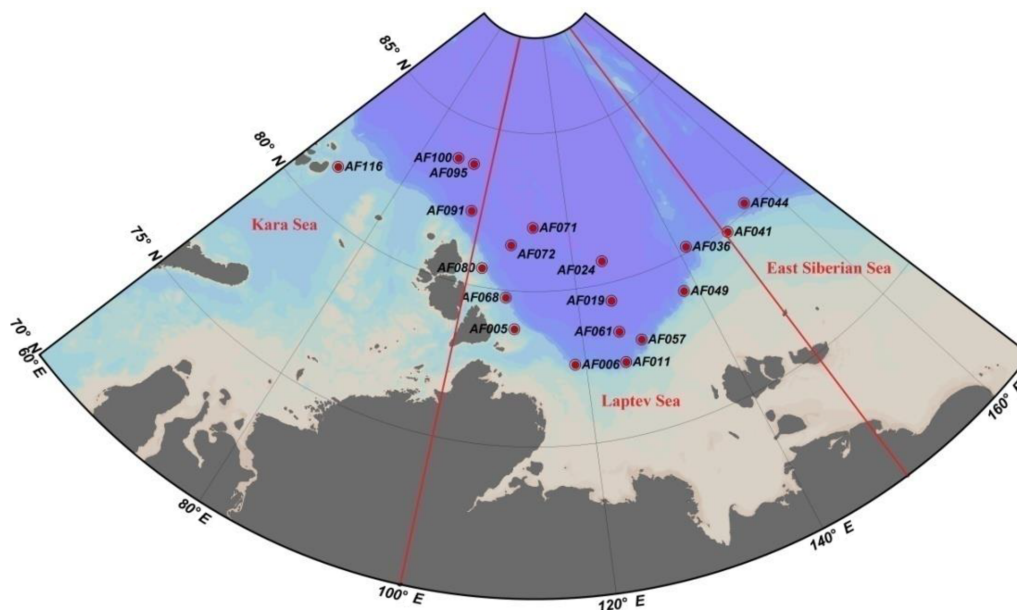 85° N
80° N
75° N
70° N
60° E
80° E
100° E
120° E
140° E
160° E
AF116
AF100
AF095
AF091
AF071
AF072
AF080
AF068
AF005
AF024
AF019
AF061
AF057
AF006
AF011
AF044
AF041
AF036
AF049
Kara Sea
East Siberian Sea
Laptev Sea